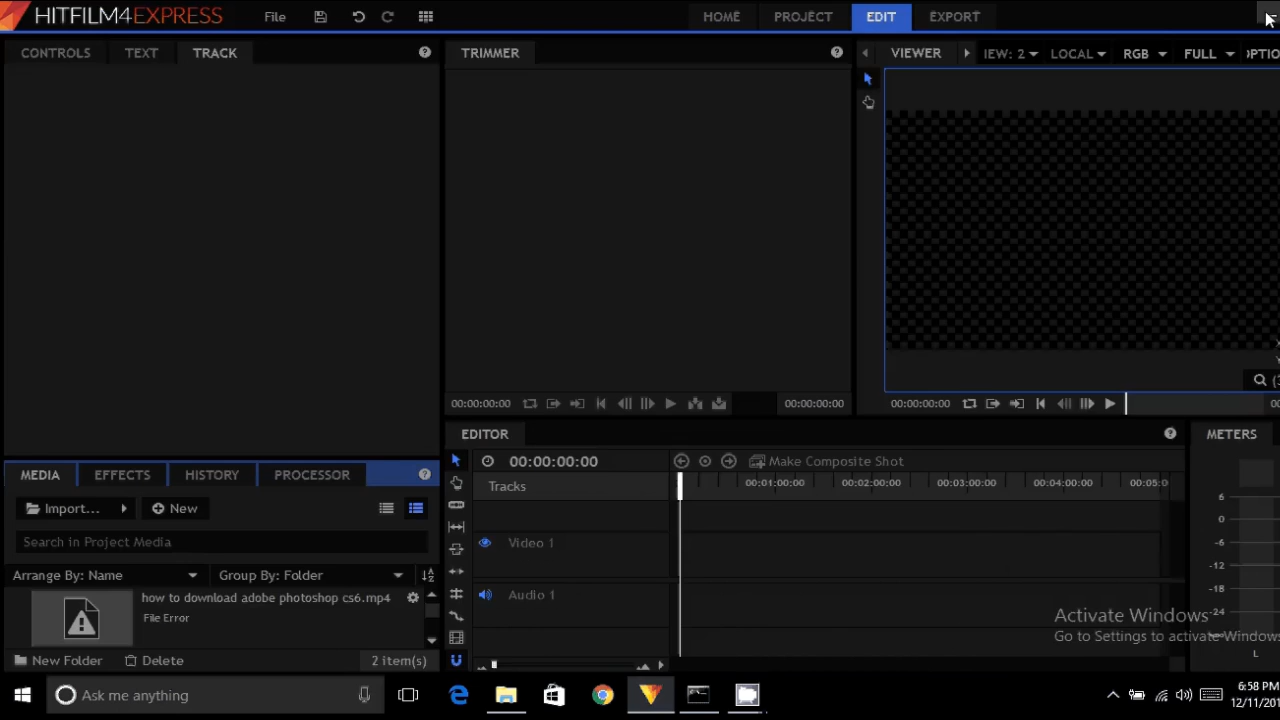 HITFILM4EXPRESS
File
HOME
PROJECT
EDIT
EXPORT
CONTROLS
TEXT
TRACK
TRIMMER
VIEWER
IEW: 2
LOCAL
RGB
FULL
00:00:00:00
00:00:00:00
00:00:00:00
EDITOR
METERS
MEDIA
EFFECTS
HISTORY
PROCESSOR
00:00:00:00
Make Composite Shot
Tracks
00:01:00:00
00:02:00:00
00:03:00:00
00:04:00:00
00:05:0
Import...
New
Search in Project Media
Video 1
Arrange By: Name
Group By: Folder
Audio 1
how to download adobe photoshop cs6.mp4
File Error
6
0
-6
-12
-18
-24
L
Activate Windows
Go to Settings to activate Windows
New Folder
Delete
2 item(s)
Ask me anything
6:58 PM
12/11/201